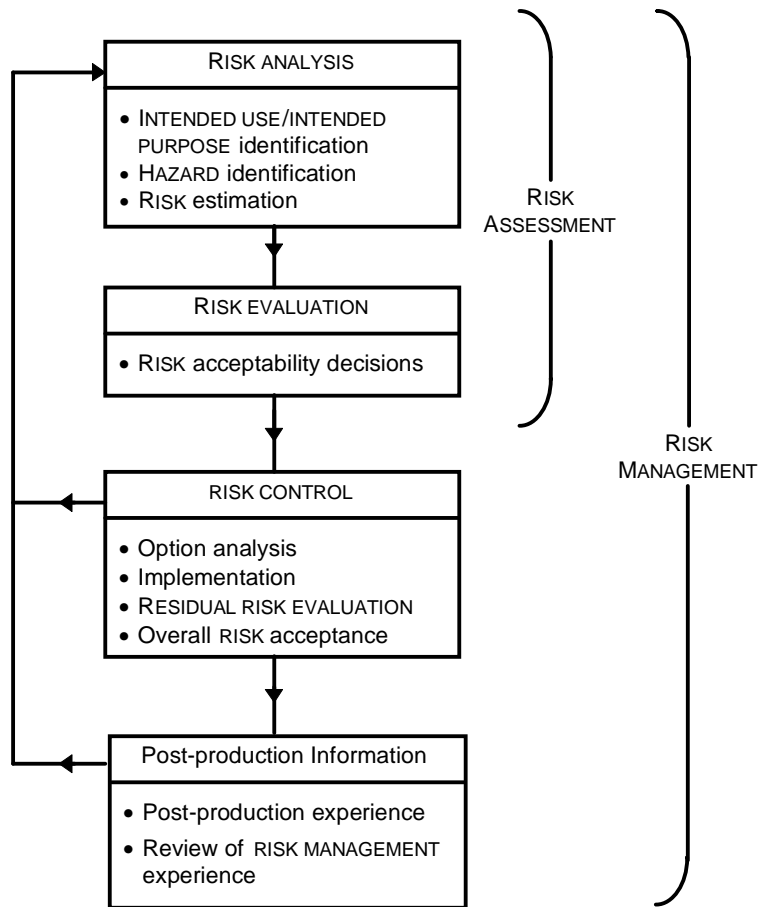 RISK ANALYSIS
• INTENDED USE/INTENDED
PURPOSE identification
• HAZARD identification
• RISK estimation
RISK EVALUATION
• RISK acceptability decisions
RISK CONTROL
• Option analysis
• Implementation
• RESIDUAL RISK EVALUATION
• Overall RISK acceptance
Post-production Information
• Post-production experience
• Review of RISK MANAGEMENT
experience
RISK
ASSESSMENT
RISK
MANAGEMENT